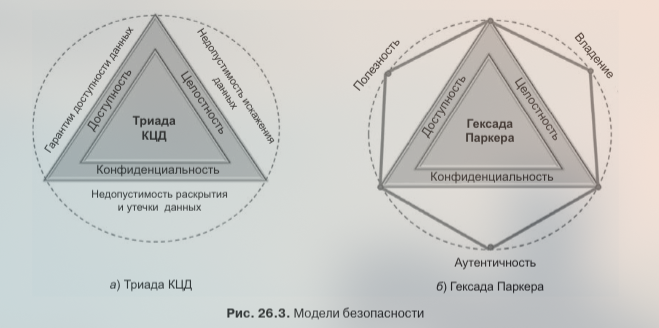 Гарантии доступности данных
Доступность
Недопустимость искажения
данных
Целостность
Триада
КЦД
Конфиденциальность
Недопустимость раскрытия
и утечки данных
а) Триада КЦД
Полезность
Владение
Доступность
Целостность
Гексада
Паркера
Конфиденциальность
Аутентичность
б) Гексада Паркера
Рис. 26.3. Модели безопасности